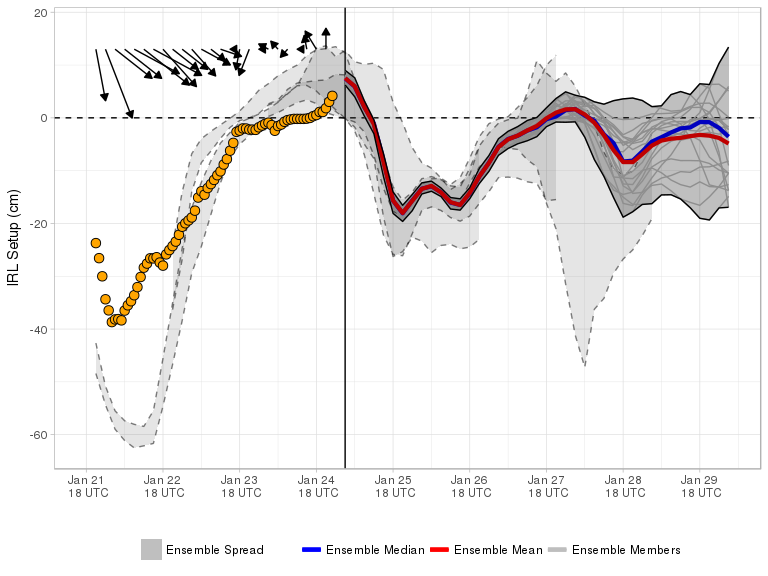 20
0
-20
-40
-60
IRL Setup (cm)
Jan 21
18 UTC
Jan 22
18 UTC
Jan 23
18 UTC
Jan 24
18 UTC
Jan 25
18 UTC
Jan 26
18 UTC
Jan 27
18 UTC
Jan 28
18 UTC
Jan 29
18 UTC
Ensemble Spread
Ensemble Median
Ensemble Mean
Ensemble Members